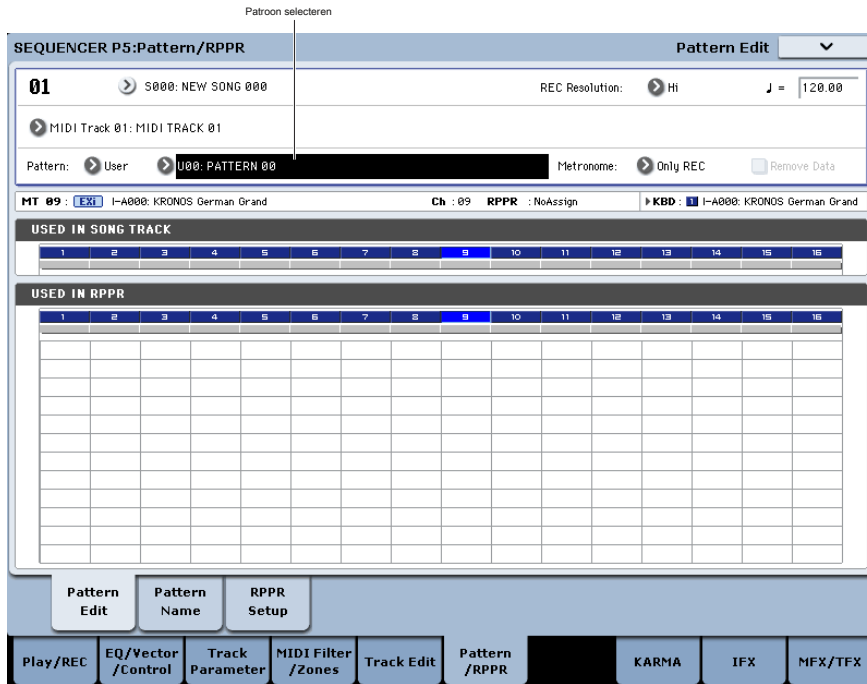 Patroon selecteren
SEQUENCER P5:Pattern/RPPR Pattern Edit
01 S000: NEW SONG 000 REC Resolution: Hi ♩ = 120.00
MIDI Track 01: MIDI TRACK 01
Pattern: User U00: PATTERN 00 Metronome: Only REC Remove Data
MT 09 : EXi I-A000: KRONOS German Grand Ch : 09 RPPR : NoAssign KBD : 1 I-A000: KRONOS German Grand
USED IN SONG TRACK
1 2 3 4 5 6 7 8 9 10 11 12 13 14 15 16
USED IN RPPR
1 2 3 4 5 6 7 8 9 10 11 12 13 14 15 16
Pattern Edit Pattern Name RPPR Setup
Play/REC EQ/Vector /Control Track Parameter MIDI Filter /Zones Track Edit Pattern /RPPR KARMA IFX MFX/TFX